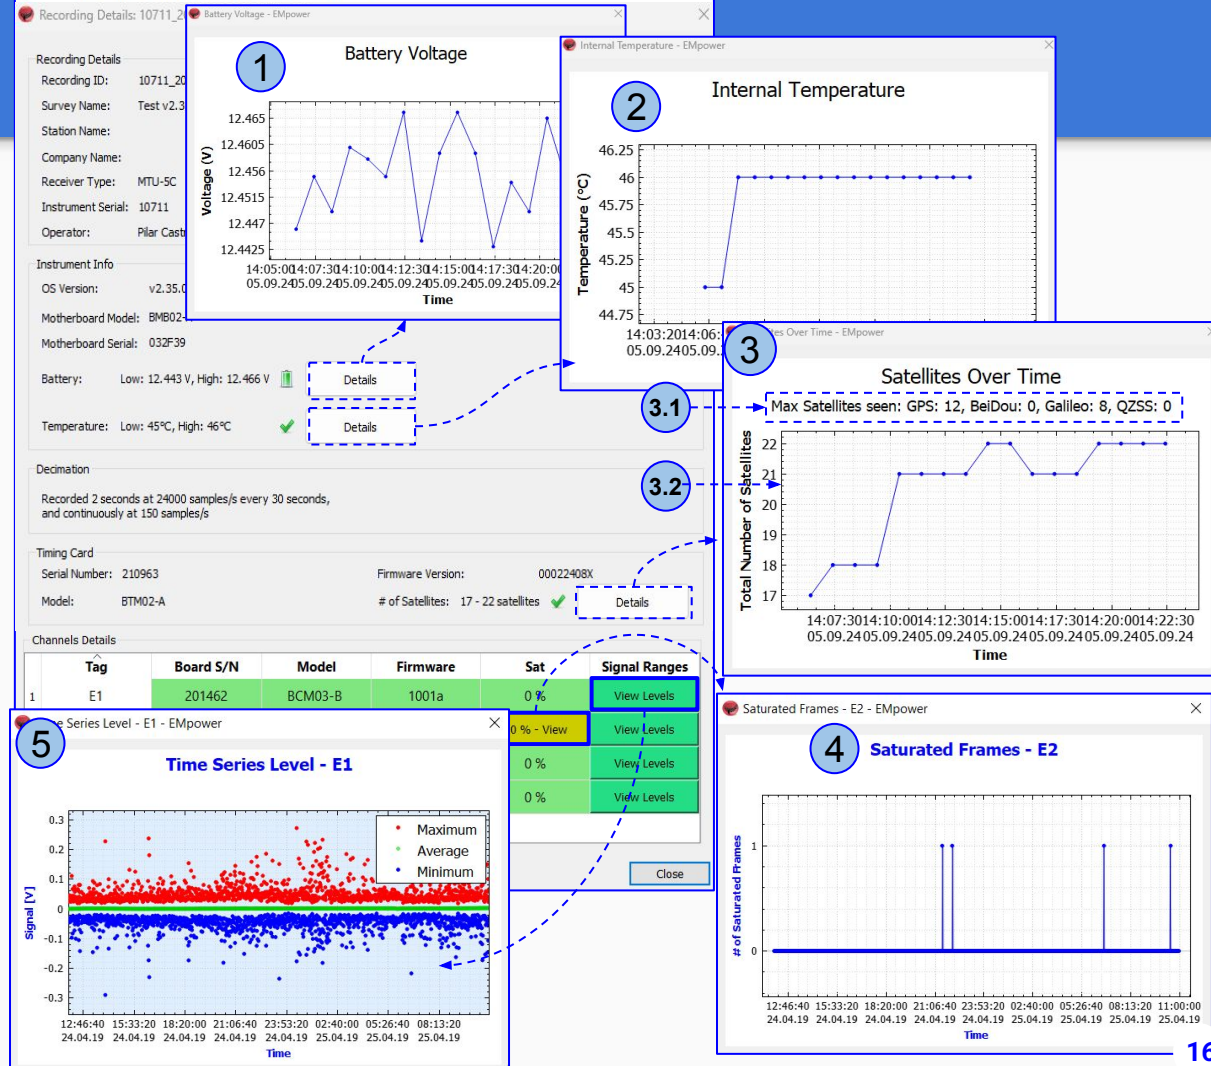 Recording Details: 10711_2
Recording Details
Recording ID: 10711_20
Survey Name: Test v2.3
Station Name:
Company Name:
Receiver Type: MTU-5C
Instrument Serial: 10711
Operator: Pilar Cast
Instrument Info
OS Version: v2.35.0
Motherboard Model: BMB02-
Motherboard Serial: 032F39
Battery: Low: 12.443 V, High: 12.466 V Details
Temperature: Low: 45ºC, High: 46ºC Details
Decimation
Recorded 2 seconds at 24000 samples/s every 30 seconds,
and continuously at 150 samples/s
Timing Card
Serial Number: 210963 Firmware Version: 00022408X
Model: BTM02-A # of Satellites: 17 - 22 satellites Details
Channels Details
Tag Board S/N Model Firmware Sat Signal Ranges
1 E1 201462 BCM03-B 1001a 0 % View Levels
0 % - View View Levels
0 % View Levels
0 % View Levels
Close
Battery Voltage - EMpower
1
Battery Voltage
Voltage (V)
12.465
12.4605
12.456
12.4515
12.447
12.4425
14:05:00 14:07:30 14:10:00 14:12:30 14:15:00 14:17:30 14:20:00
05.09.24 05.09.24 05.09.24 05.09.24 05.09.24 05.09.24 05.09.24
Time
Internal Temperature - EMpower
2
Internal Temperature
Temperature (°C)
46.25
46
45.75
45.5
45.25
45
44.75
14:03:20 14:06:
05.09.24 05.09.
tes Over Time - EMpower
3
Satellites Over Time
3.1
Max Satellites seen: GPS: 12, BeiDou: 0, Galileo: 8, QZSS: 0
3.2
Total Number of Satellites
22
21
20
19
18
17
14:07:30 14:10:00 14:12:30 14:15:00 14:17:30 14:20:00 14:22:30
05.09.24 05.09.24 05.09.24 05.09.24 05.09.24 05.09.24 05.09.24
Time
Saturated Frames - E2 - EMpower
4
Saturated Frames - E2
# of Saturated Frames
1
0
12:46:40 15:33:20 18:20:00 21:06:40 23:53:20 02:40:00 05:26:40 08:13:20 11:00:00
24.04.19 24.04.19 24.04.19 24.04.19 24.04.19 25.04.19 25.04.19 25.04.19 25.04.19
Time
e Series Level - E1 - EMpower
5
Time Series Level - E1
Maximum
Average
Minimum
Signal [V]
0.3
0.2
0.1
0
-0.1
-0.2
-0.3
12:46:40 15:33:20 18:20:00 21:06:40 23:53:20 02:40:00 05:26:40 08:13:20
24.04.19 24.04.19 24.04.19 24.04.19 24.04.19 25.04.19 25.04.19 25.04.19
Time
16